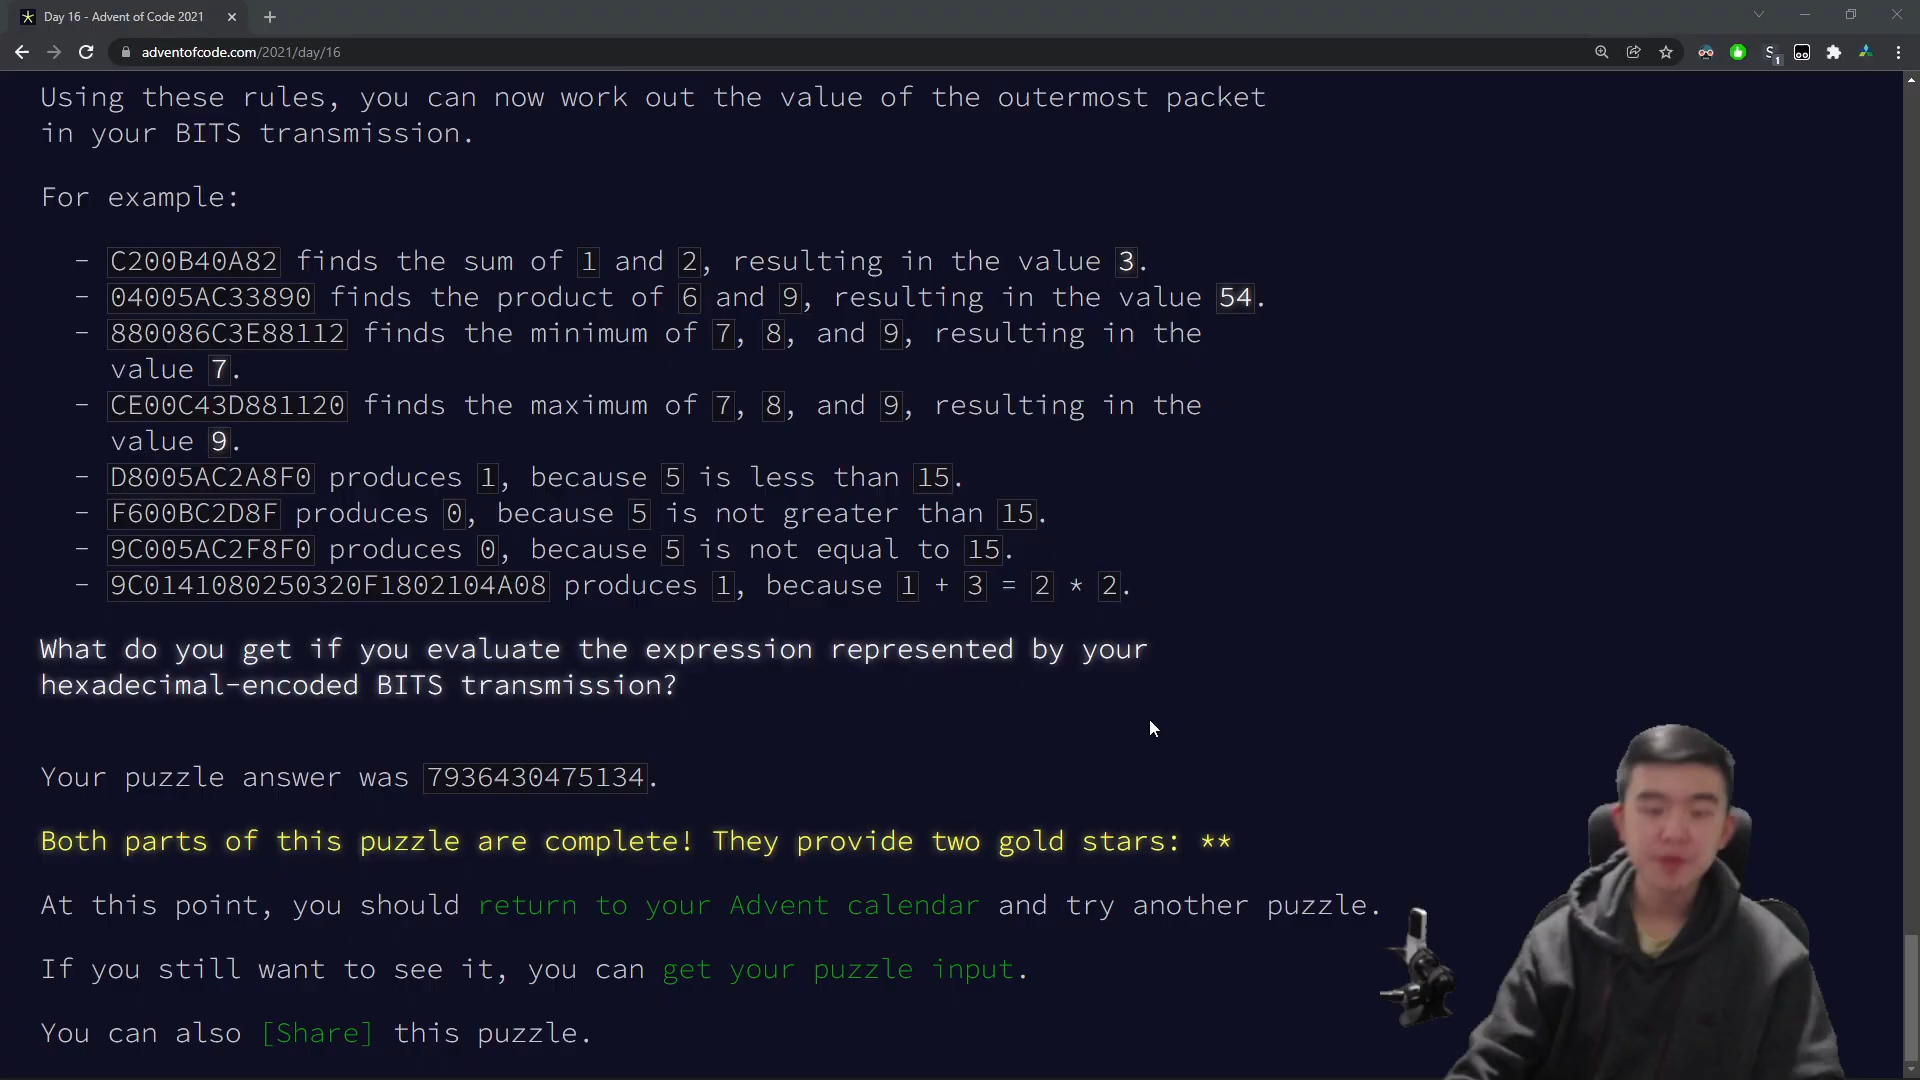 Day 16 - Advent of Code 2021
adventofcode.com/2021/day/16
Using these rules, you can now work out the value of the outermost packet
in your BITS transmission.
For example:
- C200B40A82 finds the sum of 1 and 2, resulting in the value 3.
- 04005AC33890 finds the product of 6 and 9, resulting in the value 54.
- 880086C3E88112 finds the minimum of 7, 8, and 9, resulting in the
value 7.
- CE00C43D881120 finds the maximum of 7, 8, and 9, resulting in the
value 9.
- D8005AC2A8F0 produces 1, because 5 is less than 15.
- F600BC2D8F produces 0, because 5 is not greater than 15.
- 9C005AC2F8F0 produces 0, because 5 is not equal to 15.
- 9C0141080250320F1802104A08 produces 1, because 1 + 3 = 2 * 2.
What do you get if you evaluate the expression represented by your
hexadecimal-encoded BITS transmission?
Your puzzle answer was 7936430475134.
Both parts of this puzzle are complete! They provide two gold stars: **
At this point, you should return to your Advent calendar and try another puzzle.
If you still want to see it, you can get your puzzle input.
You can also [Share] this puzzle.